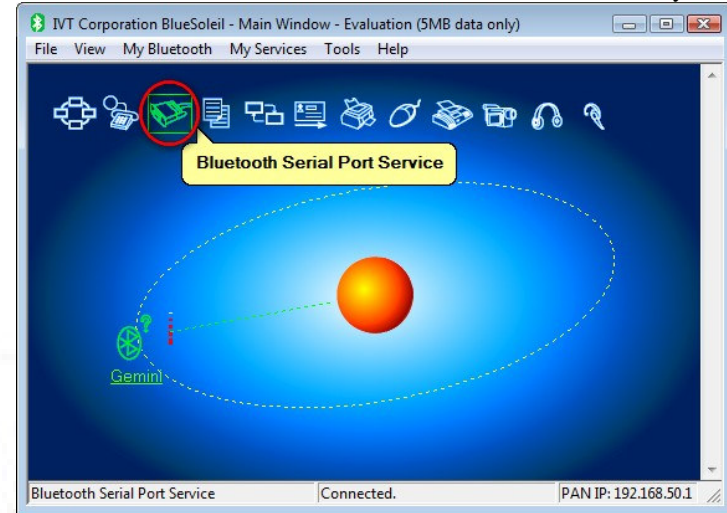 IVT Corporation BlueSoleil - Main Window - Evaluation (5MB data only)
File View My Bluetooth My Services Tools Help
Bluetooth Serial Port Service
?
Gemini
Bluetooth Serial Port Service Connected. PAN IP: 192.168.50.1